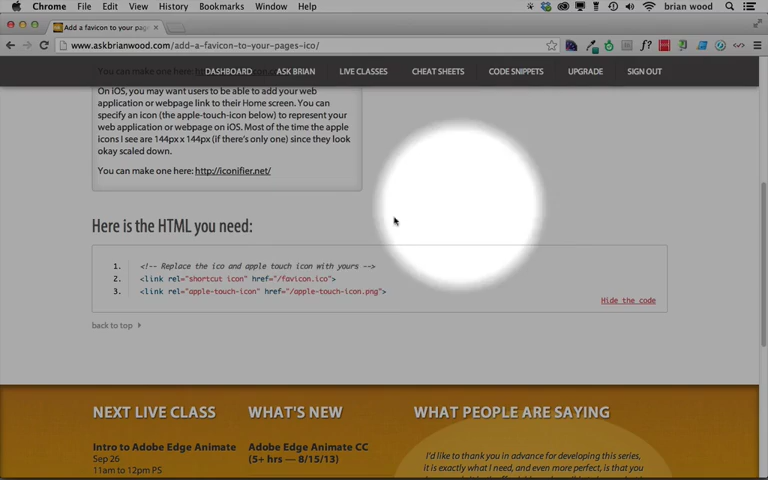 Chrome File Edit View History Bookmarks Window Help brian wood
Add a favicon to your pag
www.askbrianwood.com/add-a-favicon-to-your-pages-ico/
You can make one here:
DASHBOARD ASK BRIAN LIVE CLASSES CHEAT SHEETS CODE SNIPPETS UPGRADE SIGN OUT
On iOS, you may want users to be able to add your web
application or webpage link to their Home screen. You can
specify an icon (the apple-touch-icon below) to represent
your web application or webpage on iOS. Most of the time the apple
icons I see are 144px x 144px (if there's only one) since they look
okay scaled down.
You can make one here: http://iconifier.net/
Here is the HTML you need:
1. <!-- Replace the ico and apple touch icon with yours -->
2. <link rel="shortcut icon" href="/favicon.ico">
3. <link rel="apple-touch-icon" href="/apple-touch-icon.png">
Hide the code
back to top
NEXT LIVE CLASS WHAT'S NEW WHAT PEOPLE ARE SAYING
Intro to Adobe Edge Animate
Sep 26
11am to 12pm PS
Adobe Edge Animate CC
(5+ hrs — 8/15/13)
I'd like to thank you in advance for developing this series,
it is exactly what I need, and even more perfect, is that you